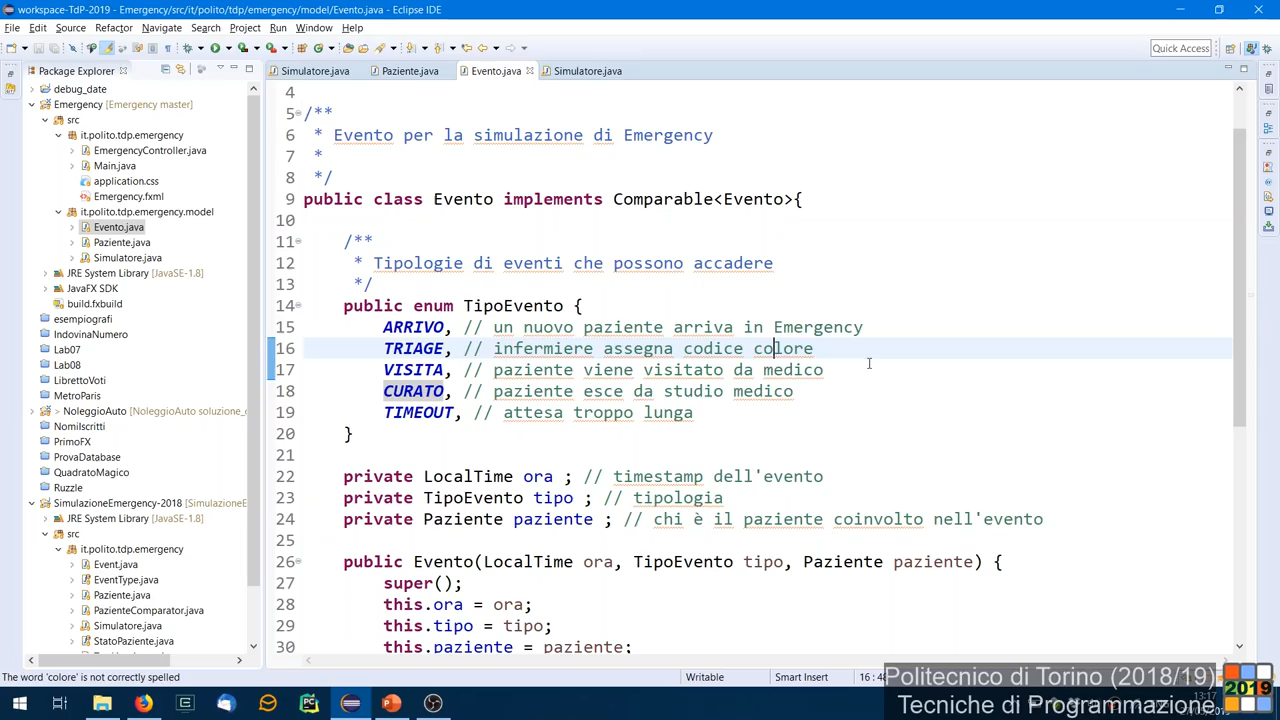 workspace-TdP-2019 - Emergency/src/it/polito/tdp/emergency/model/Evento.java - Eclipse IDE
File Edit Source Refactor Navigate Search Project Run Window Help
Quick Access
Package Explorer
Simulatore.java Paziente.java Evento.java Simulatore.java
debug_date
Emergency [Emergency master]
src
it.polito.tdp.emergency
EmergencyController.java
Main.java
application.css
Emergency.fxml
it.polito.tdp.emergency.model
Evento.java
Paziente.java
Simulatore.java
JRE System Library [JavaSE-1.8]
JavaFX SDK
build.fxbuild
esempiografi
IndovinaNumero
Lab07
Lab08
LibrettoVoti
MetroParis
> NoleggioAuto [NoleggioAuto soluzione_c
NomiIscritti
PrimoFX
ProvaDatabase
QuadratoMagico
Ruzzle
SimulazioneEmergency-2018 [SimulazioneE
JRE System Library [JavaSE-1.8]
src
it.polito.tdp.emergency
Event.java
EventType.java
Paziente.java
PazienteComparator.java
Simulatore.java
StatoPaziente.java
4
5 /**
6 * Evento per la simulazione di Emergency
7 *
8 */
9 public class Evento implements Comparable<Evento>{
10
11 /**
12 * Tipologie di eventi che possono accadere
13 */
14 public enum TipoEvento {
15 ARRIVO, // un nuovo paziente arriva in Emergency
16 TRIAGE, // infermiere assegna codice colore
17 VISITA, // paziente viene visitato da medico
18 CURATO, // paziente esce da studio medico
19 TIMEOUT, // attesa troppo lunga
20 }
21
22 private LocalTime ora ; // timestamp dell'evento
23 private TipoEvento tipo ; // tipologia
24 private Paziente paziente ; // chi è il paziente coinvolto nell'evento
25
26 public Evento(LocalTime ora, TipoEvento tipo, Paziente paziente) {
27 super();
28 this.ora = ora;
29 this.tipo = tipo;
30 this.paziente = paziente;
The word 'colore' is not correctly spelled Writable Smart Insert
Politecnico di Torino (2018/19)
Tecniche di Programmazione
2019
13:17